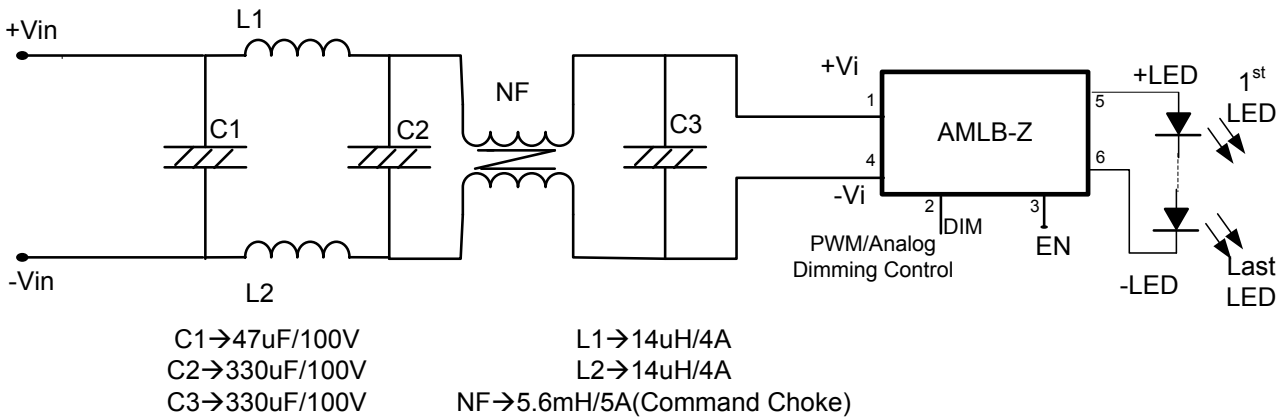 +Vin
L1
NF
C1
C2
C3
+Vi
1
4
-Vi
AMLB-Z
2
DIM
3
EN
PWM/Analog
Dimming Control
5
6
+LED
1st
LED
-LED
Last
LED
-Vin
L2
C1→47uF/100V
C2→330uF/100V
C3→330uF/100V
L1→14uH/4A
L2→14uH/4A
NF→5.6mH/5A(Command Choke)